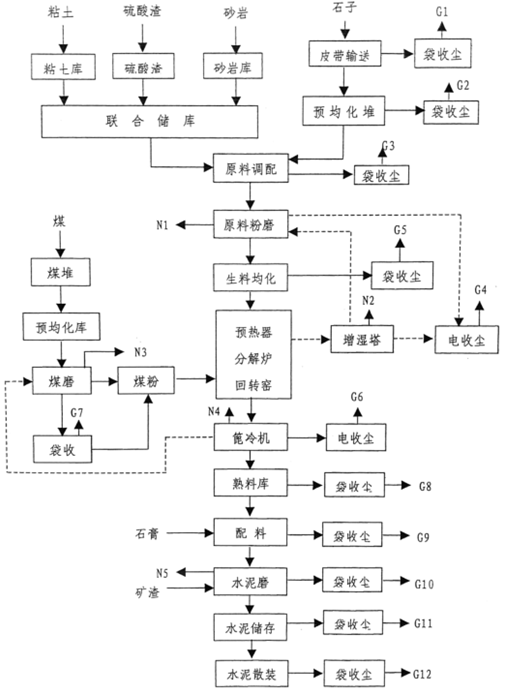 粘土
硫酸渣
砂岩
石子
G1
粘七库
硫酸渣
砂岩库
皮带输送
袋收尘
G2
联合储库
预均化堆
袋收尘
G3
原料调配
袋收尘
煤
N1
原料粉磨
G5
煤堆
生料均化
袋收尘
G4
N2
预均化库
预热器
分解炉
回转窑
增湿塔
电收尘
N3
煤磨
煤粉
G7
N4
G6
袋收
篦冷机
电收尘
熟料库
袋收尘
G8
石膏
配料
袋收尘
G9
N5
水泥磨
袋收尘
G10
矿渣
水泥储存
袋收尘
G11
水泥散装
袋收尘
G12